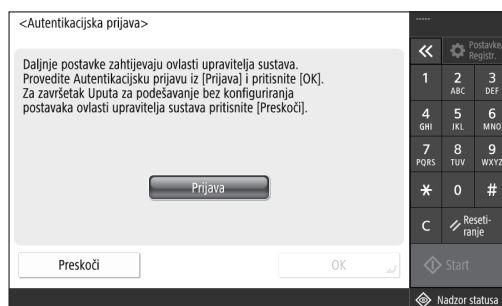 <Autentikacijska prijava>
Daljnje postavke zahtijevaju ovlasti upravitelja sustava.
Provedite Autentikacijsku prijavu iz [Prijava] i pritisnite [OK].
Za završetak Uputa za podešavanje bez konfiguriranja
postavaka ovlasti upravitelja sustava pritisnite [Preskoči].
Prijava
Preskoči
OK
-----
Postavke/
Registr.
1 2 3
ABC DEF
4 5 6
GHI JKL MNO
7 8 9
PQRS TUV WXYZ
* 0 #
C Reseti-
ranje
Start
Nadzor statusa